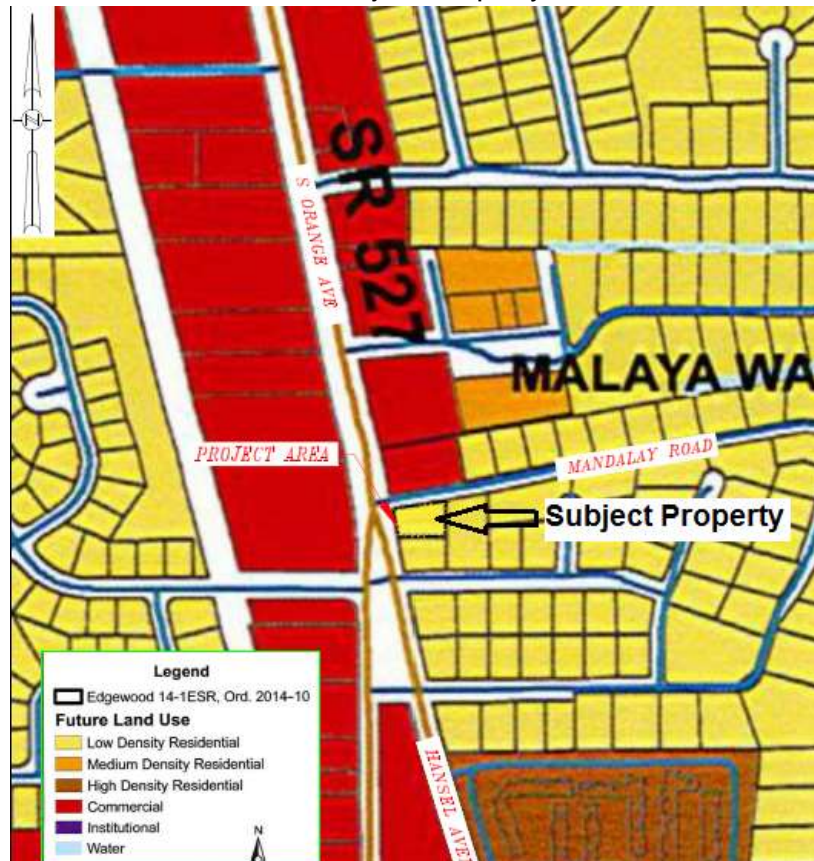 Z
SR 527
S ORANGE AVE
MALAYA WA
PROJECT AREA
MANDALAY ROAD
Subject Property
HANSEL AVEN
Legend
Edgewood 14-1ESR, Ord. 2014-10
Future Land Use
Low Density Residential
Medium Density Residential
High Density Residential
Commercial
Institutional
Water
N